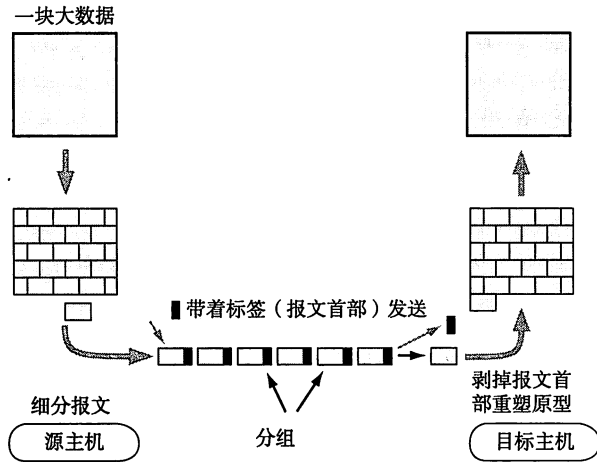 一块大数据
带着标签（报文首部）发送
细分报文
源主机
分组
剥掉报文首
部重塑原型
目标主机